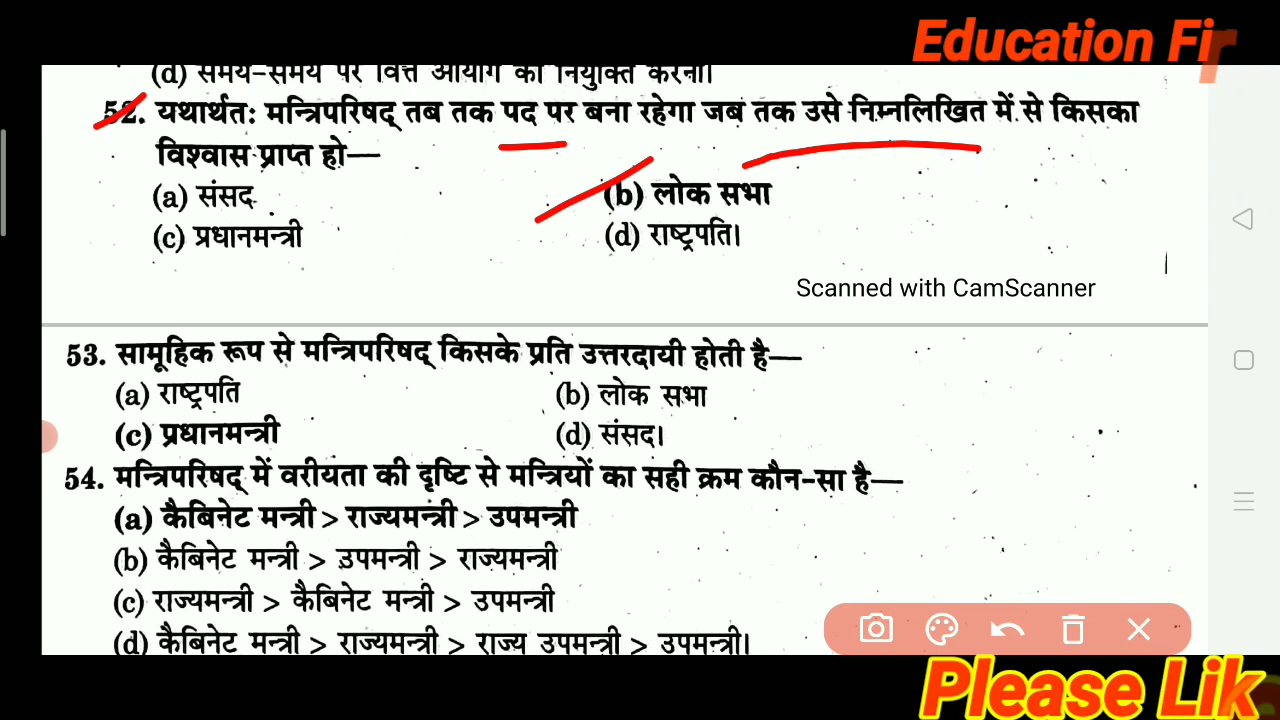 Education Fir
(d) समय-समय पर वित्त आयोग की नियुक्ति करना।
52. यथार्थतः मन्त्रिपरिषद् तब तक पद पर बना रहेगा जब तक उसे निम्नलिखित में से किसका
विश्वास प्राप्त हो—
(a) संसद (b) लोक सभा
(c) प्रधानमन्त्री (d) राष्ट्रपति।
Scanned with CamScanner
53. सामूहिक रूप से मन्त्रिपरिषद् किसके प्रति उत्तरदायी होती है—
(a) राष्ट्रपति (b) लोक सभा
(c) प्रधानमन्त्री (d) संसद।
54. मन्त्रिपरिषद् में वरीयता की दृष्टि से मन्त्रियों का सही क्रम कौन-सा है—
(a) कैबिनेट मन्त्री > राज्यमन्त्री > उपमन्त्री
(b) कैबिनेट मन्त्री > उपमन्त्री > राज्यमन्त्री
(c) राज्यमन्त्री > कैबिनेट मन्त्री > उपमन्त्री
(d) कैबिनेट मन्त्री > राज्यमन्त्री > राज्य उपमन्त्री > उपमन्त्री।
Please Lik